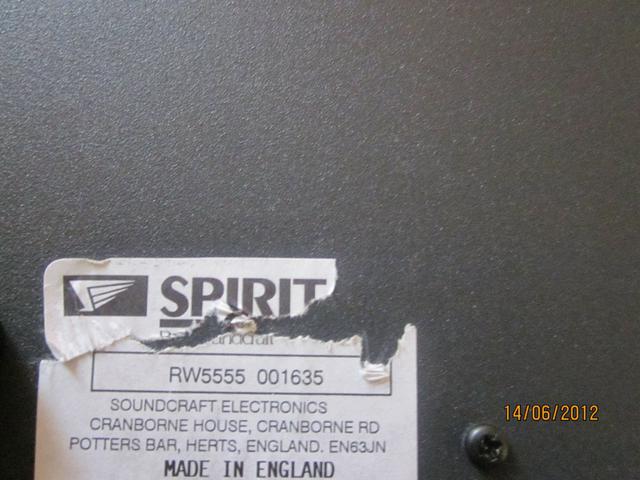 SPIRIT
RW5555 001635
SOUNDCRAFT ELECTRONICS
CRANBORNE HOUSE, CRANBORNE RD
POTTERS BAR, HERTS, ENGLAND. EN63JN
MADE IN ENGLAND
14/06/2012